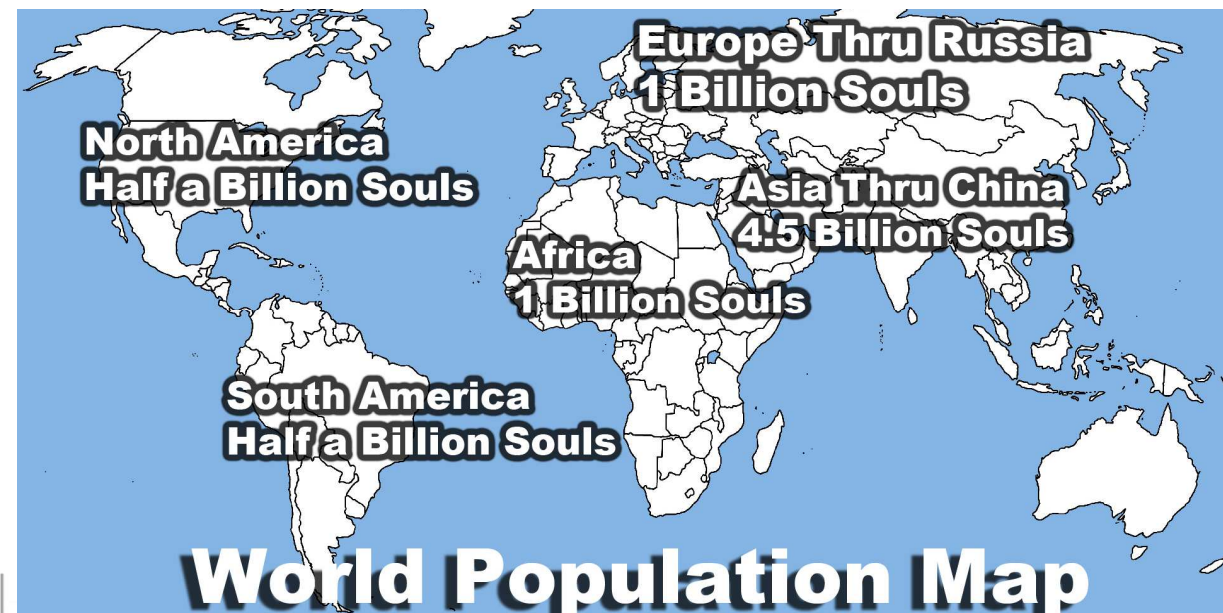 Europe Thru Russia
1 Billion Souls
North America
Half a Billion Souls
Asia Thru China
4.5 Billion Souls
Africa
1 Billion Souls
South America
Half a Billion Souls
World Population Map